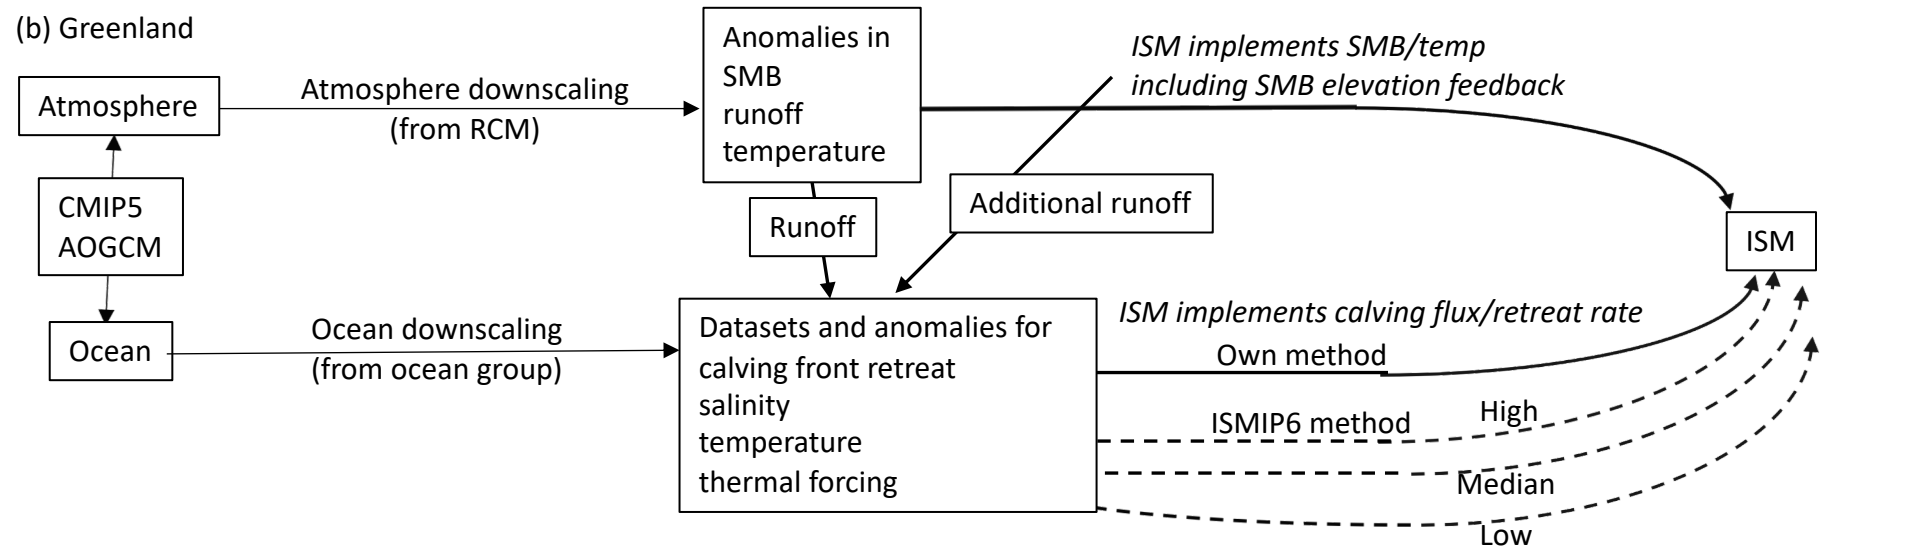 (b) Greenland
Atmosphere
Atmosphere downscaling
(from RCM)
Anomalies in
SMB
runoff
temperature
ISM implements SMB/temp
including SMB elevation feedback
CMIP5
AOGCM
Runoff
Additional runoff
ISM
Ocean
Ocean downscaling
(from ocean group)
Datasets and anomalies for
calving front retreat
salinity
temperature
thermal forcing
ISM implements calving flux/retreat rate
Own method
ISMIP6 method
High
Median
Low